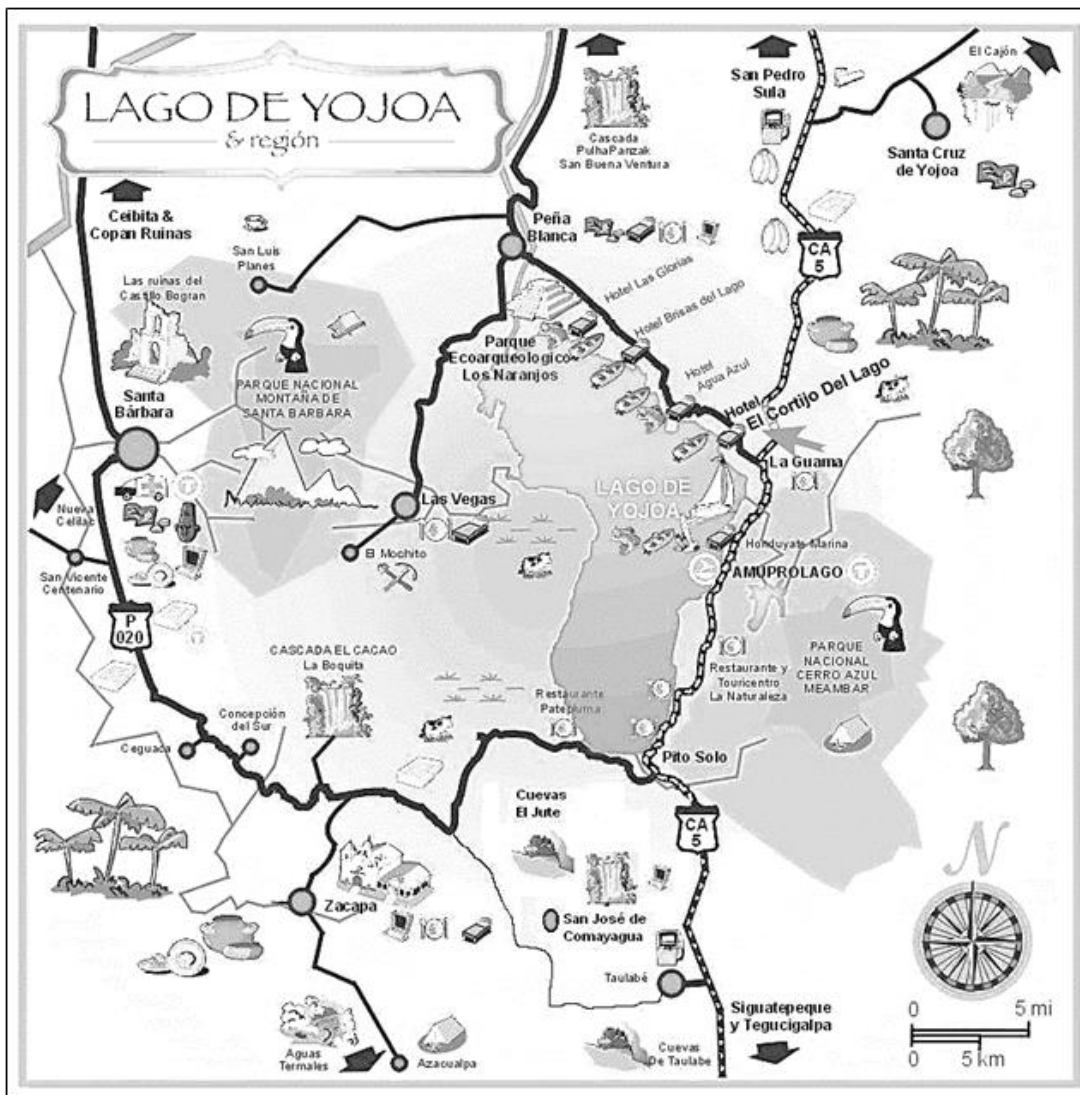 LAGO DE YOJOA
& región
Cascada
PulhaPanzak
San Buena Ventura
San Pedro
Sula
El Cajón
Santa Cruz
de Yojoa
Ceibita &
Copan Ruinas
San Luis
Planes
Peña
Blanca
CA
5
Las ruinas del
Castillo Bogran
Hotel Las Glorias
Hotel Brisas del Lago
Parque
Ecoarqueologico
Los Naranjos
Hotel
Agua Azul
Hotel
El Cortijo Del Lago
Santa
Bárbara
PARQUE NACIONAL
MONTAÑA DE
SANTA BARBARA
La Guama
Las Vegas
LAGO DE
YOJOA
Nueva
Celilac
El Mochito
Honduyate Marina
San Vicente
Centenario
AMUPROLAGO
P
020
PARQUE
NACIONAL
CERRO AZUL
MEAMBAR
CASCADA EL CACAO
La Boquita
Restaurante y
Touricentro
La Naturaleza
Restaurante
Patepluma
Concepción
del Sur
Ceguaca
Pito Solo
Cuevas
El Jute
CA
5
N
Zacapa
San José de
Comayagua
Taulabé
Siguatepeque
y Tegucigalpa
0 5 mi
0 5 km
Aguas
Termales
Azacualpa
Cuevas
De Taulabe